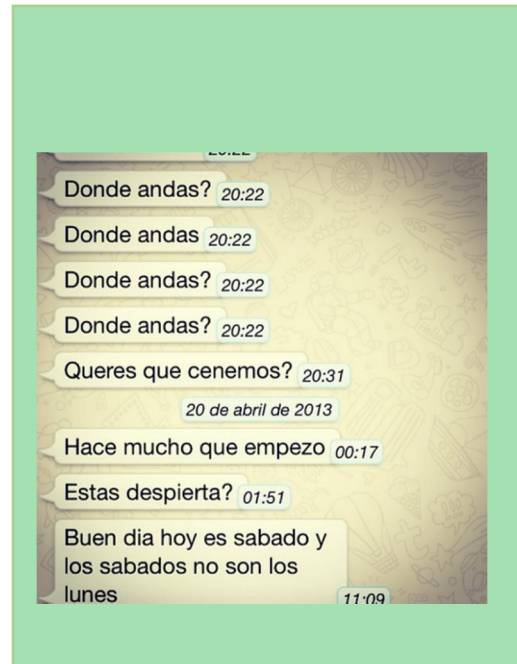 Donde andas? 20:22
Donde andas 20:22
Donde andas? 20:22
Donde andas? 20:22
Queres que cenemos? 20:31
20 de abril de 2013
Hace mucho que empezo 00:17
Estas despierta? 01:51
Buen dia hoy es sabado y
los sabados no son los
lunes 11:09